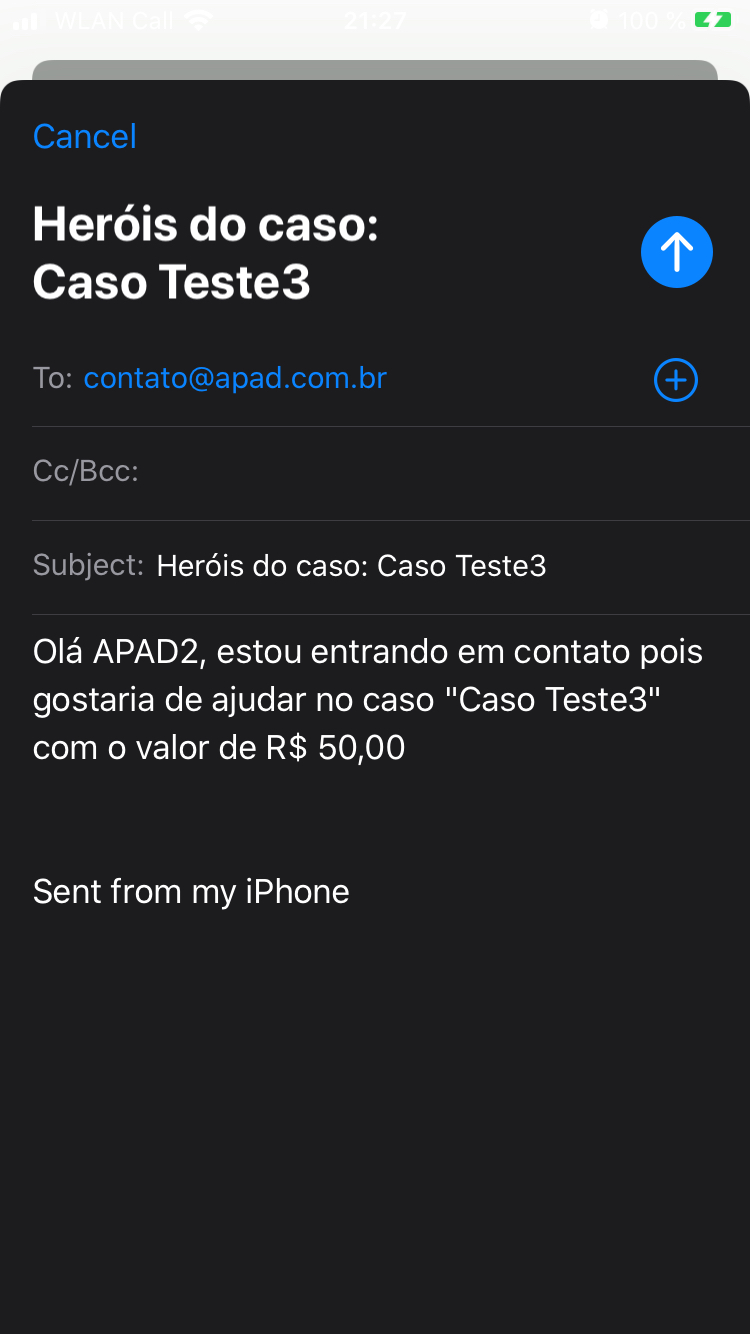 WLAN Call 21:27 100 %
Cancel
Heróis do caso:
Caso Teste3
To: contato@apad.com.br
Cc/Bcc:
Subject: Heróis do caso: Caso Teste3
Olá APAD2, estou entrando em contato pois
gostaria de ajudar no caso "Caso Teste3"
com o valor de R$ 50,00
Sent from my iPhone